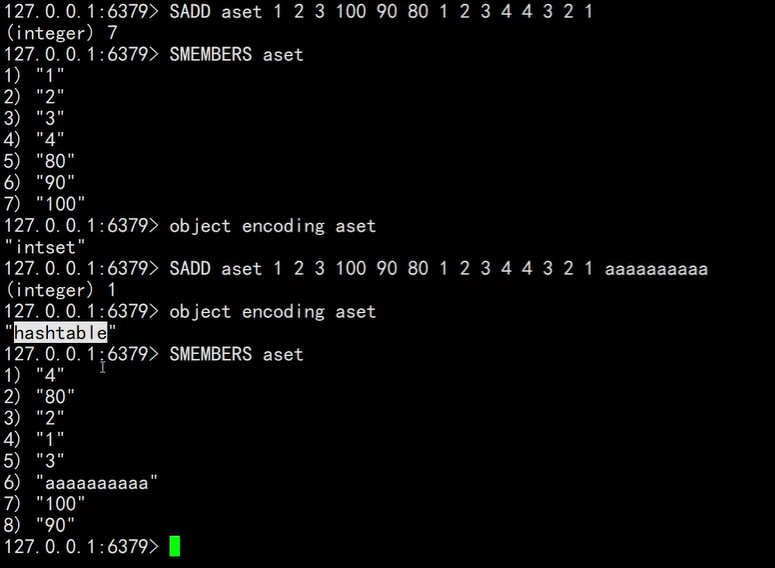 127.0.0.1:6379> SADD aset 1 2 3 100 90 80 1 2 3 4 4 3 2 1
(integer) 7
127.0.0.1:6379> SMEMBERS aset
1) "1"
2) "2"
3) "3"
4) "4"
5) "80"
6) "90"
7) "100"
127.0.0.1:6379> object encoding aset
"intset"
127.0.0.1:6379> SADD aset 1 2 3 100 90 80 1 2 3 4 4 3 2 1 aaaaaaaaaa
(integer) 1
127.0.0.1:6379> object encoding aset
"hashtable"
127.0.0.1:6379> SMEMBERS aset
1) "4"
2) "80"
3) "2"
4) "1"
5) "3"
6) "aaaaaaaaaa"
7) "100"
8) "90"
127.0.0.1:6379>